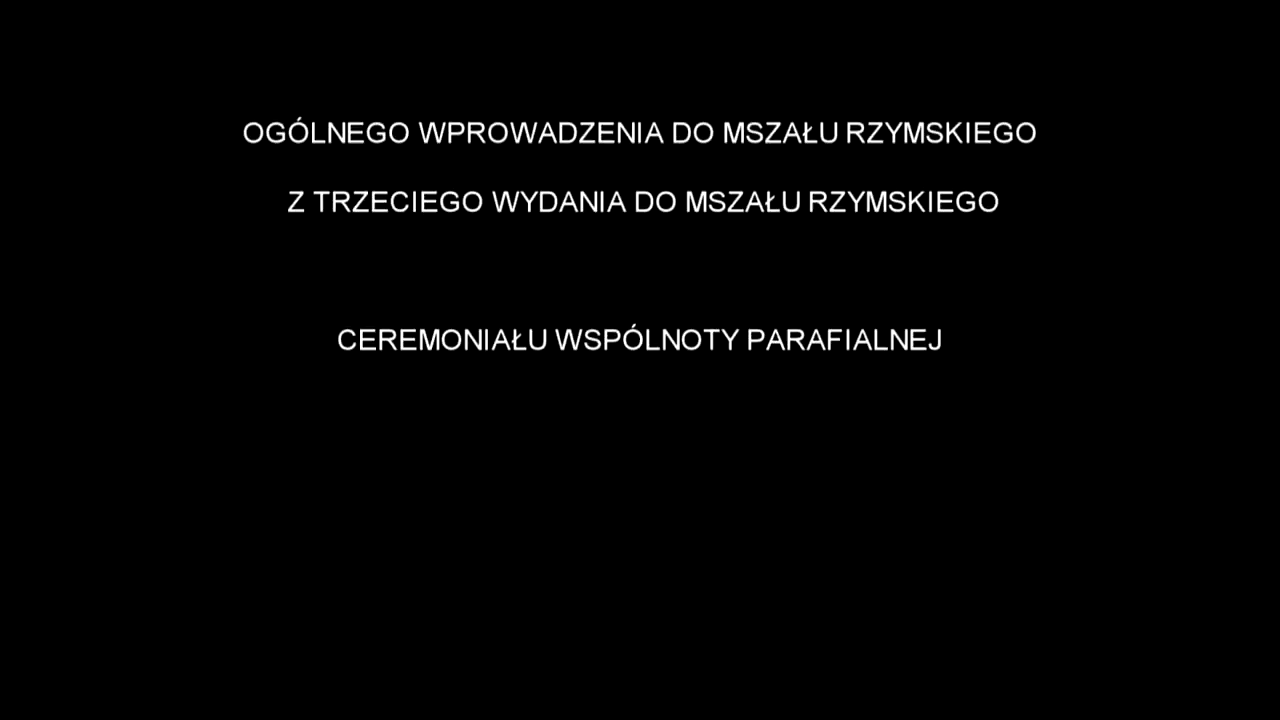 OGÓLNEGO WPROWADZENIA DO MSZAŁU RZYMSKIEGO
Z TRZECIEGO WYDANIA DO MSZAŁU RZYMSKIEGO
CEREMONIAŁU WSPÓLNOTY PARAFIALNEJ